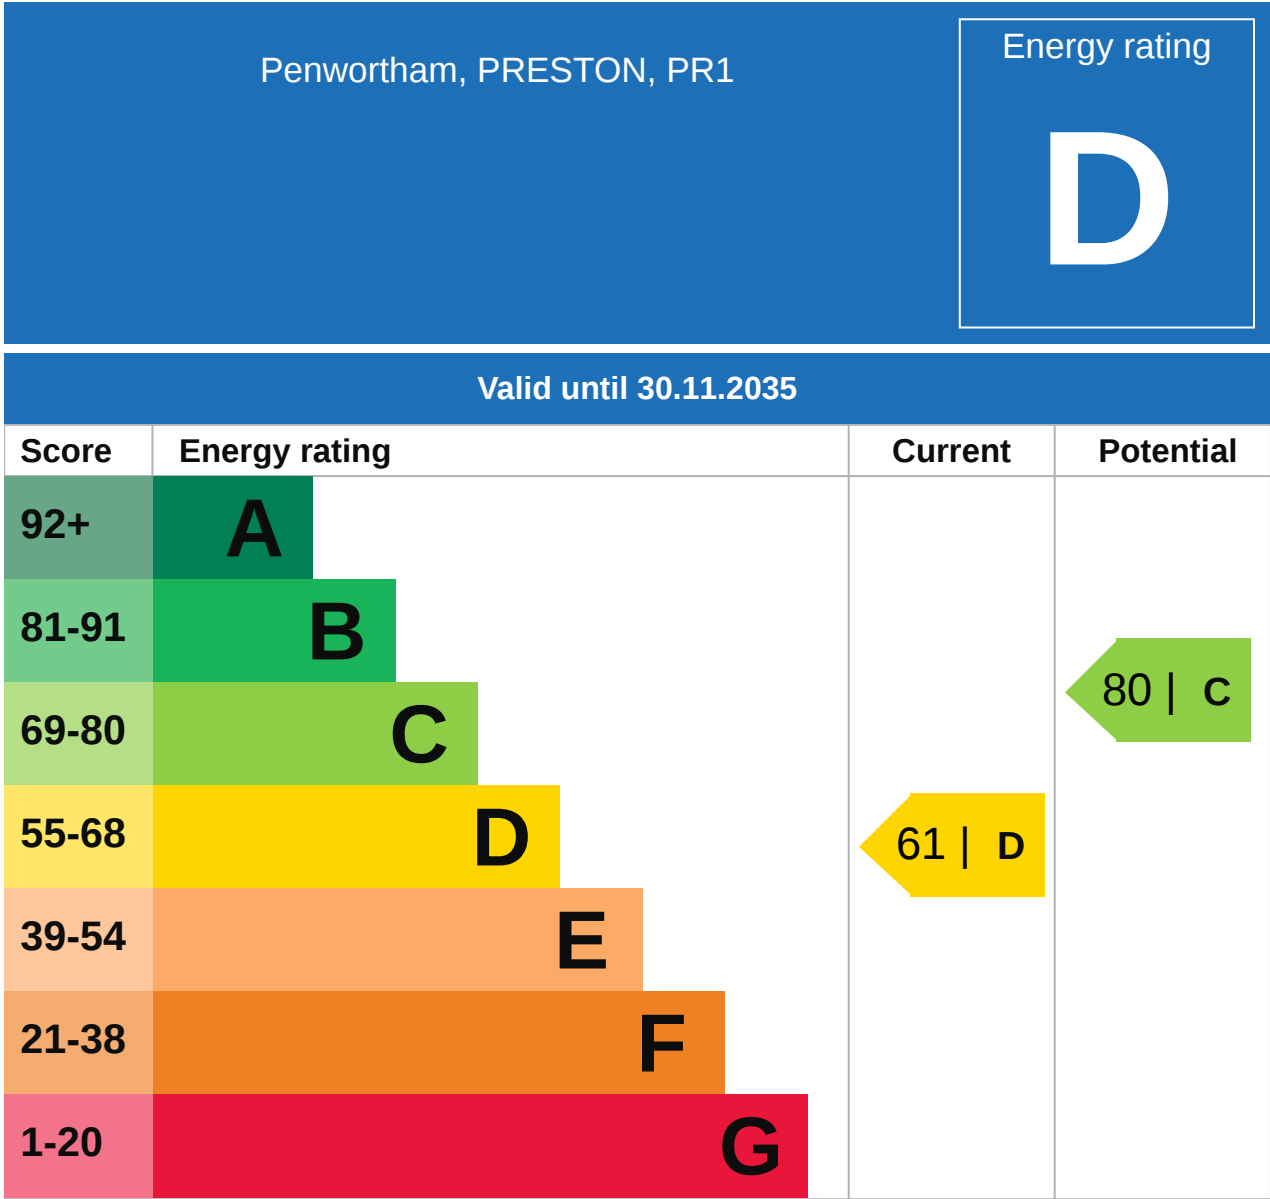 Penwortham, PRESTON, PR1
Energy rating
D
Valid until 30.11.2035
Score Energy rating Current Potential
92+ A
81-91 B
69-80 C 80 | C
55-68 D 61 | D
39-54 E
21-38 F
1-20 G